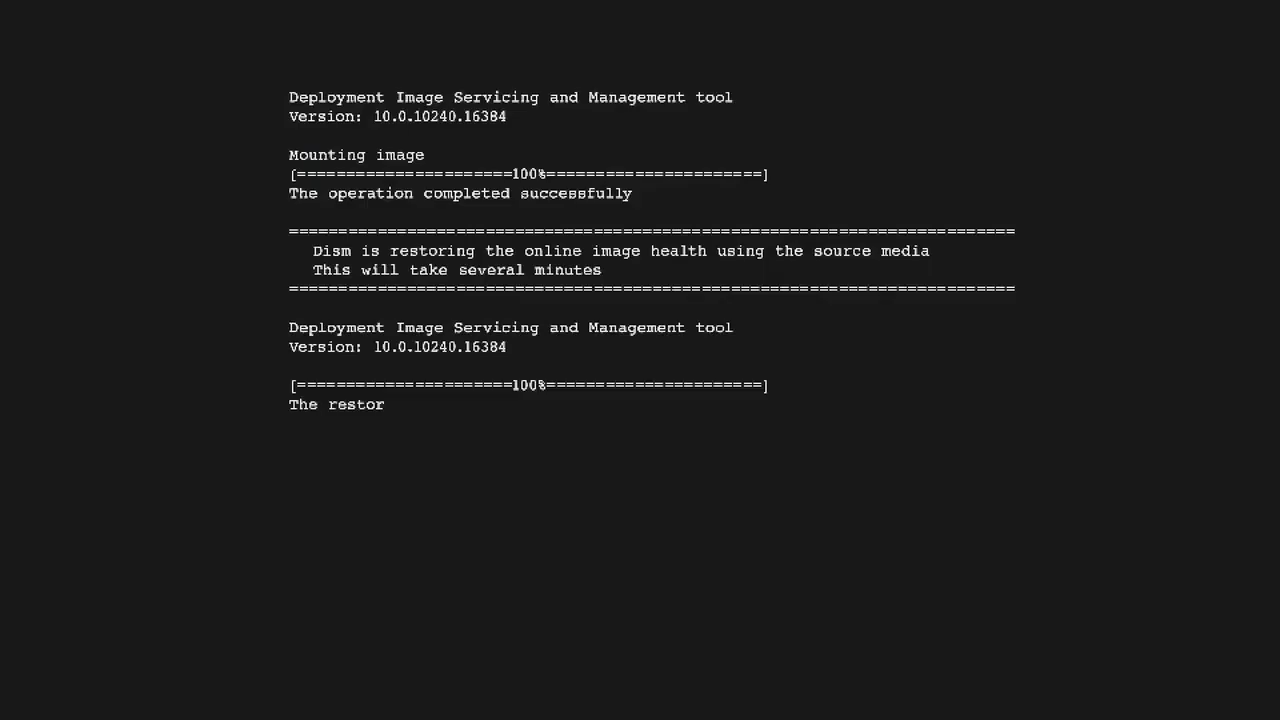 Deployment Image Servicing and Management tool
Version: 10.0.10240.16384
Mounting image
[======================100%======================]
The operation completed successfully
===========================================================================
Dism is restoring the online image health using the source media
This will take several minutes
===========================================================================
Deployment Image Servicing and Management tool
Version: 10.0.10240.16384
[======================100%======================]
The restor